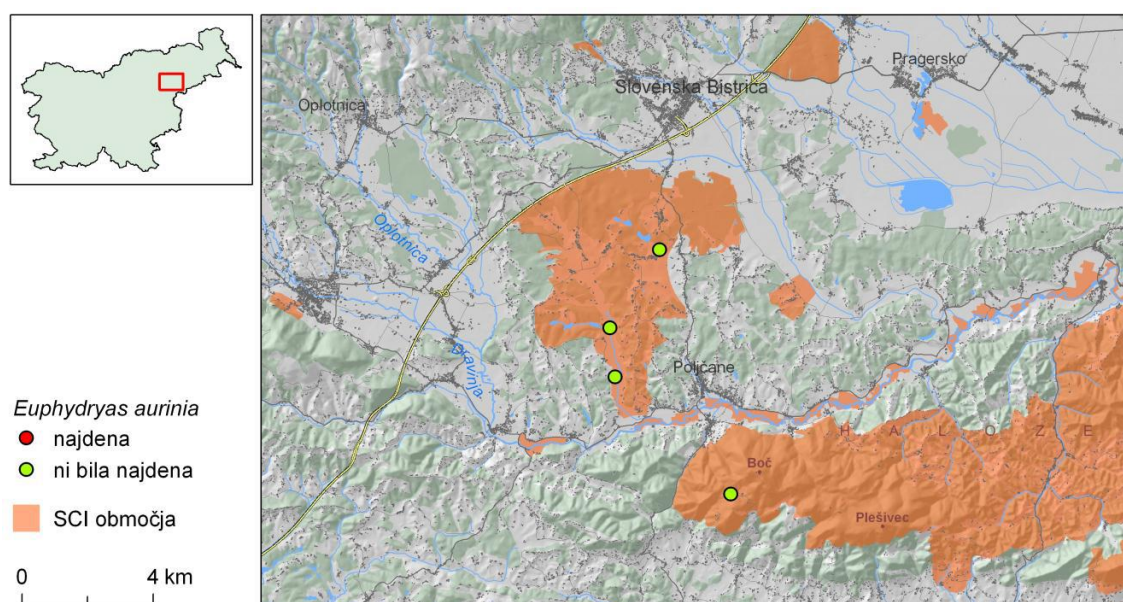 Pragersko
Slovenska Bistrica
Oplotnica
Oplotnica
Dravinja
Poljčane
HALOZE
Boč
Plešivec
Euphydryas aurinia
najdena
ni bila najdena
SCI območja
0 4 km